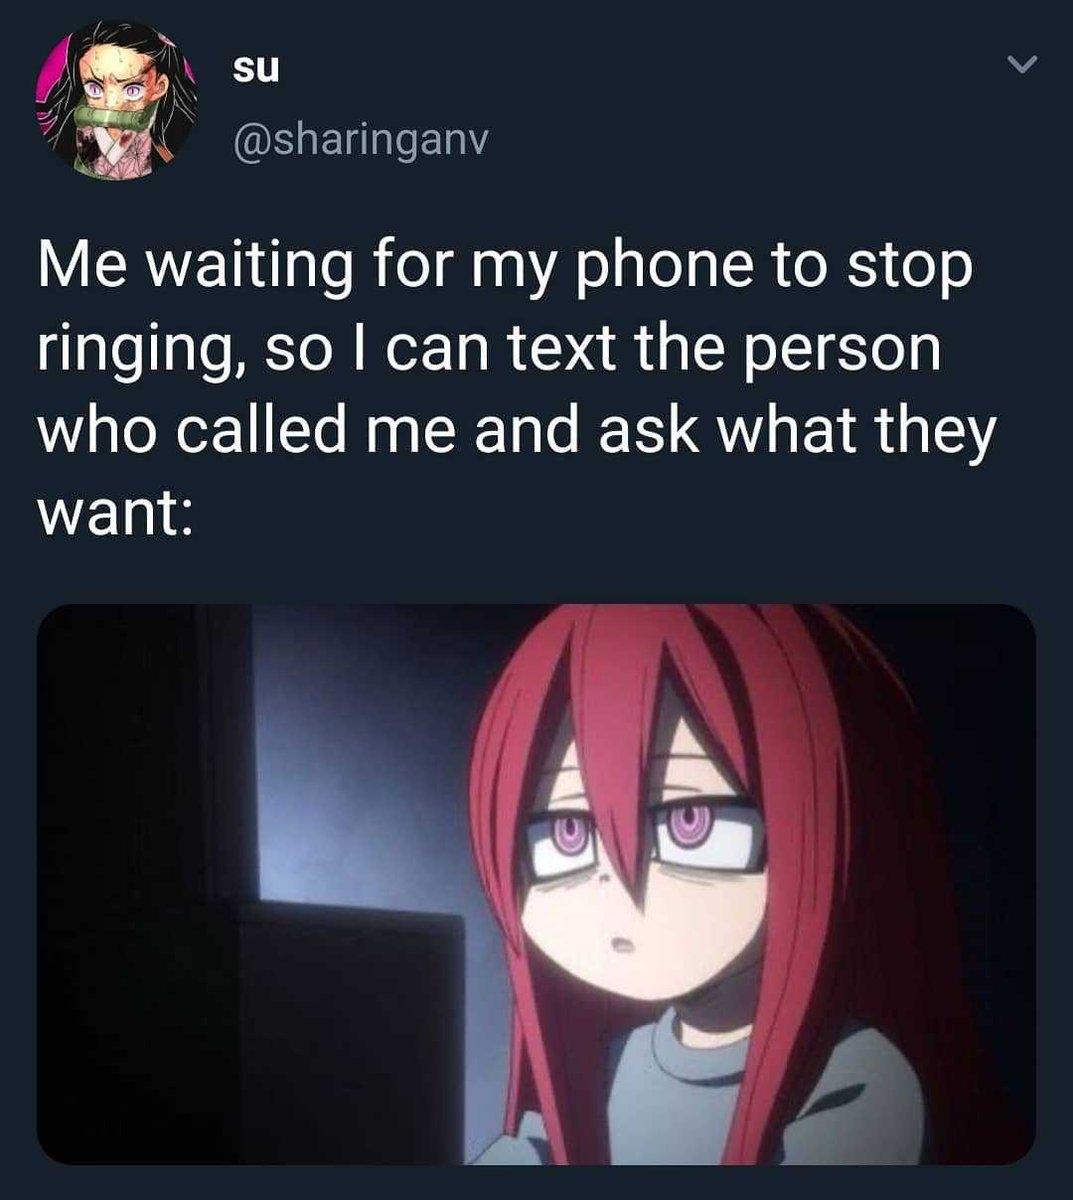 su
@sharinganv
Me waiting for my phone to stop
ringing, so I can text the person
who called me and ask what they
want: